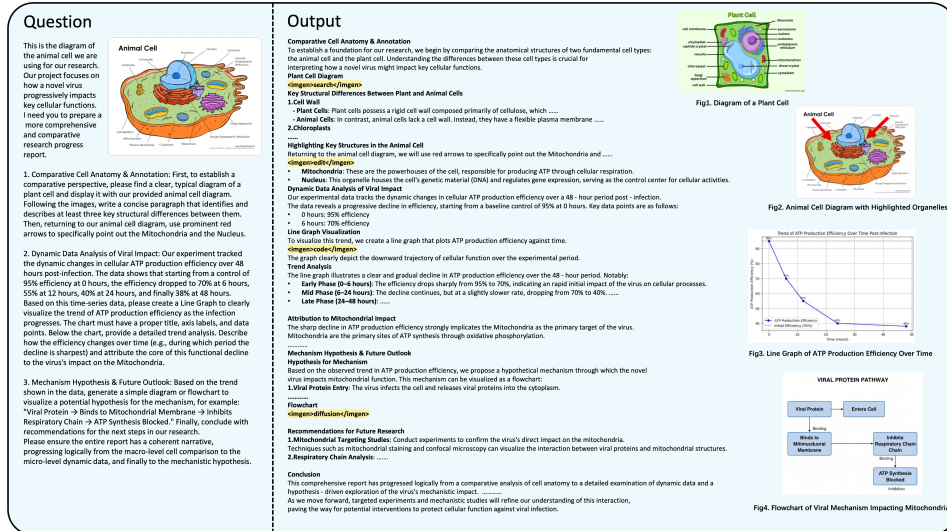 Question
This is the diagram
of the animal cell we
are using for our
research. Our
project focuses on
how a novel virus
progressively impacts
key cellular functions.
I need you to prepare a
more comprehensive
and comparative
research progress
report.
Animal Cell
1. Comparative Cell Anatomy & Annotation: First, to establish a
comparative perspective, please find a clear, typical diagram of a
plant cell and display it with our provided animal cell diagram.
Following the images, write a concise paragraph that identifies and
describes at least three key structural differences between them.
Then, returning to our animal cell diagram, use prominent red
arrows to specifically point out the Mitochondria and the Nucleus.
2. Dynamic Data Analysis of Viral Impact: Our experiment tracked
the dynamic changes in cellular ATP production efficiency over 48
hours post-infection. The data shows that starting from a control of
95% efficiency at 0 hours, the efficiency dropped to 70% at 6 hours,
55% at 12 hours, 40% at 24 hours, and finally 38% at 48 hours.
Based on this time-series data, please create a Line Graph to clearly
visualize the trend of ATP production efficiency as the infection
progresses. The chart must have a proper title, axis labels, and data
points. Below the chart, provide a detailed trend analysis. Describe
how the efficiency changes over time (e.g., during which period the
decline is sharpest) and attribute the core of this functional decline
to the virus's impact on the Mitochondria.
3. Mechanism Hypothesis & Future Outlook: Based on the trend
shown in the data, generate a simple diagram or flowchart to
visualize a potential hypothesis for the mechanism, for example:
"Viral Protein → Binds to Mitochondrial Membrane → Inhibits
Respiratory Chain → ATP Synthesis Blocked." Finally, conclude with
recommendations for the next steps in our research.
Please ensure the entire report has a coherent narrative,
progressing logically from the macro-level cell comparison to the
micro-level dynamic data, and finally to the mechanistic hypothesis.
Output
Comparative Cell Anatomy & Annotation
To establish a foundation for our research, we begin by comparing the anatomical structures of two fundamental cell types:
the animal cell and the plant cell. Understanding the differences between these cell types is crucial for
interpreting how a novel virus might impact key cellular functions.
Plant Cell Diagram
<imgen>search</imgen>
Key Structural Differences Between Plant and Animal Cells
1.Cell Wall
- Plant Cells: Plant cells possess a rigid cell wall composed primarily of cellulose, which ......
- Animal Cells: In contrast, animal cells lack a cell wall. Instead, they have a flexible plasma membrane ......
2.Chloroplasts
......
Highlighting Key Structures in the Animal Cell
Returning to the animal cell diagram, we will use red arrows to specifically point out the Mitochondria and ......
<imgen>edit</imgen>
• Mitochondria: These are the powerhouses of the cell, responsible for producing ATP through cellular respiration.
• Nucleus: This organelle houses the cell's genetic material (DNA) and regulates gene expression, serving as the control center for cellular activities.
Dynamic Data Analysis of Viral Impact
Our experimental data tracks the dynamic changes in cellular ATP production efficiency over a 48 - hour period post - infection.
The data reveals a progressive decline in efficiency, starting from a baseline control of 95% at 0 hours. Key data points are as follows:
• 0 hours: 95% efficiency
• 6 hours: 70% efficiency
Line Graph Visualization
To visualize this trend, we create a line graph that plots ATP production efficiency against time.
<imgen>code</imgen>
The graph clearly depict the downward trajectory of cellular function over the experimental period.
Trend Analysis
The line graph illustrates a clear and gradual decline in ATP production efficiency over the 48 - hour period. Notably:
• Early Phase (0–6 hours): The efficiency drops sharply from 95% to 70%, indicating an rapid initial impact of the virus on cellular processes.
• Mid Phase (6–24 hours): The decline continues, but at a slightly slower rate, dropping from 70% to 40%. ......
• Late Phase (24–48 hours): ......
Attribution to Mitochondrial Impact
The sharp decline in ATP production efficiency strongly implicates the Mitochondria as the primary target of the virus.
Mitochondria are the primary sites of ATP synthesis through oxidative phosphorylation.
............
Mechanism Hypothesis & Future Outlook
Hypothesis for Mechanism
Based on the observed trend in ATP production efficiency, we propose a hypothetical mechanism through which the novel
virus impacts mitochondrial function. This mechanism can be visualized as a flowchart:
1.Viral Protein Entry: The virus infects the cell and releases viral proteins into the cytoplasm.
............
Flowchart
<imgen>diffusion</imgen>
Recommendations for Future Research
1.Mitochondrial Targeting Studies: Conduct experiments to confirm the virus's direct impact on the mitochondria.
Techniques such as mitochondrial staining and confocal microscopy can visualize the interaction between viral proteins and mitochondrial structures.
2.Respiratory Chain Analysis: ......
Conclusion
This comprehensive report has progressed logically from a comparative analysis of cell anatomy to a detailed examination of dynamic data and a
hypothesis - driven exploration of the virus's mechanistic impact. ............
As we move forward, targeted experiments and mechanistic studies will refine our understanding of this interaction,
paving the way for potential interventions to protect cellular function against viral infection.
Plant Cell
Fig1. Diagram of a Plant Cell
Animal Cell
Fig2. Animal Cell Diagram with Highlighted Organelles
Trend of ATP Production Efficiency Over Time Post-Infection
ATP Production Efficiency (%)
ATP Production Efficiency
Initial Efficiency (95%)
Time (Hours)
Fig3. Line Graph of ATP Production Efficiency Over Time
VIRAL PROTEIN PATHWAY
Viral Protein
Enters Cell
Binding
Binds to
Mitimucduoral
Membrane
Inhibits
Respiratory Chain
Chain
Binding
ATP Synthesis
Blocked
Inhibition
Fig4. Flowchart of Viral Mechanism Impacting Mitochondria